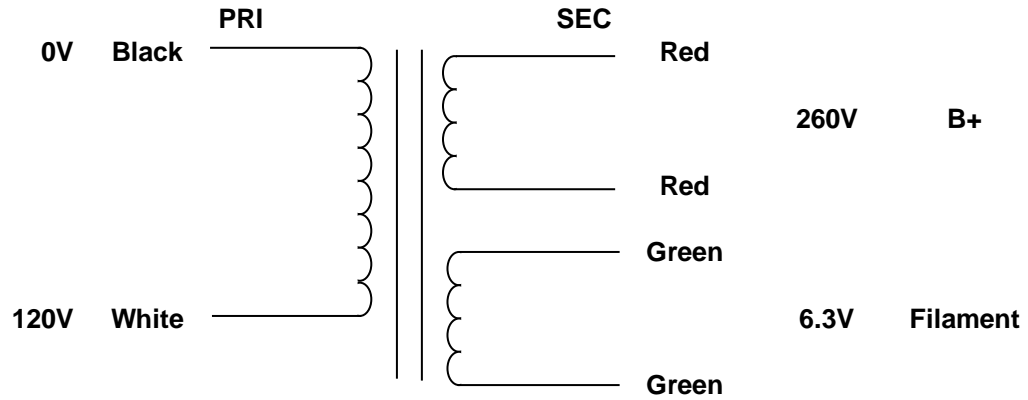 PRI SEC
0V Black Red
260V B+
Red
Green
120V White 6.3V Filament
Green